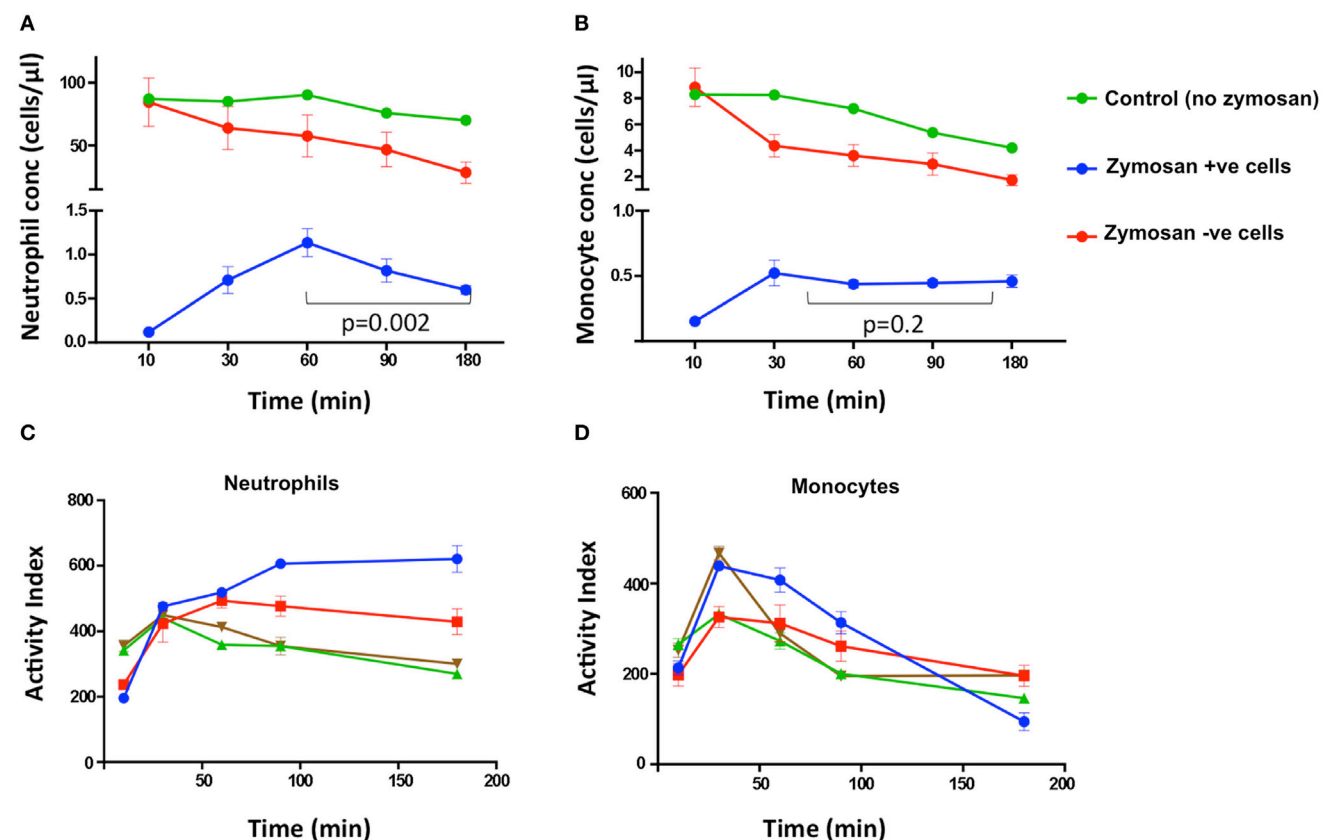 A
Neutrophil conc (cells/µl)
100
50
1.5
1.0
0.5
0.0
p=0.002
10 30 60 90 180
Time (min)
B
Monocyte conc (cells/µl)
10
8
6
4
2
1.0
0.5
p=0.2
10 30 60 90 180
Time (min)
Control (no zymosan)
Zymosan +ve cells
Zymosan -ve cells
C
Neutrophils
Activity Index
800
600
400
200
0
50 100 150 200
Time (min)
D
Monocytes
Activity Index
600
400
200
0
50 100 150 200
Time (min)